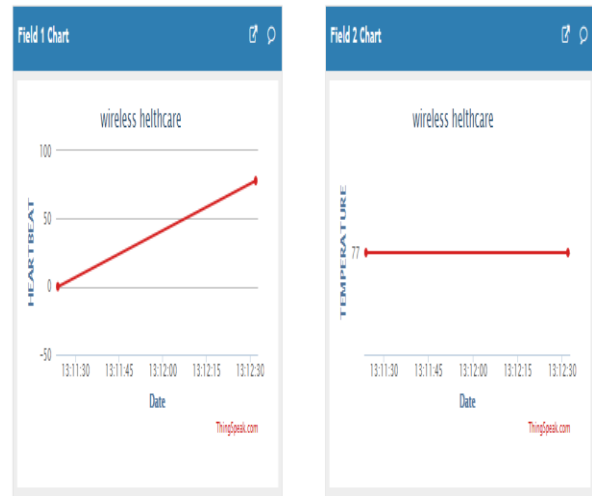 Field 1 Chart
wireless helthcare
100
50
0
-50
HEARTBEAT
13:11:30 13:11:45 13:12:00 13:12:15 13:12:30
Date
ThingSpeak.com
Field 2 Chart
wireless helthcare
77
TEMPERATURE
13:11:30 13:11:45 13:12:00 13:12:15 13:12:30
Date
ThingSpeak.com